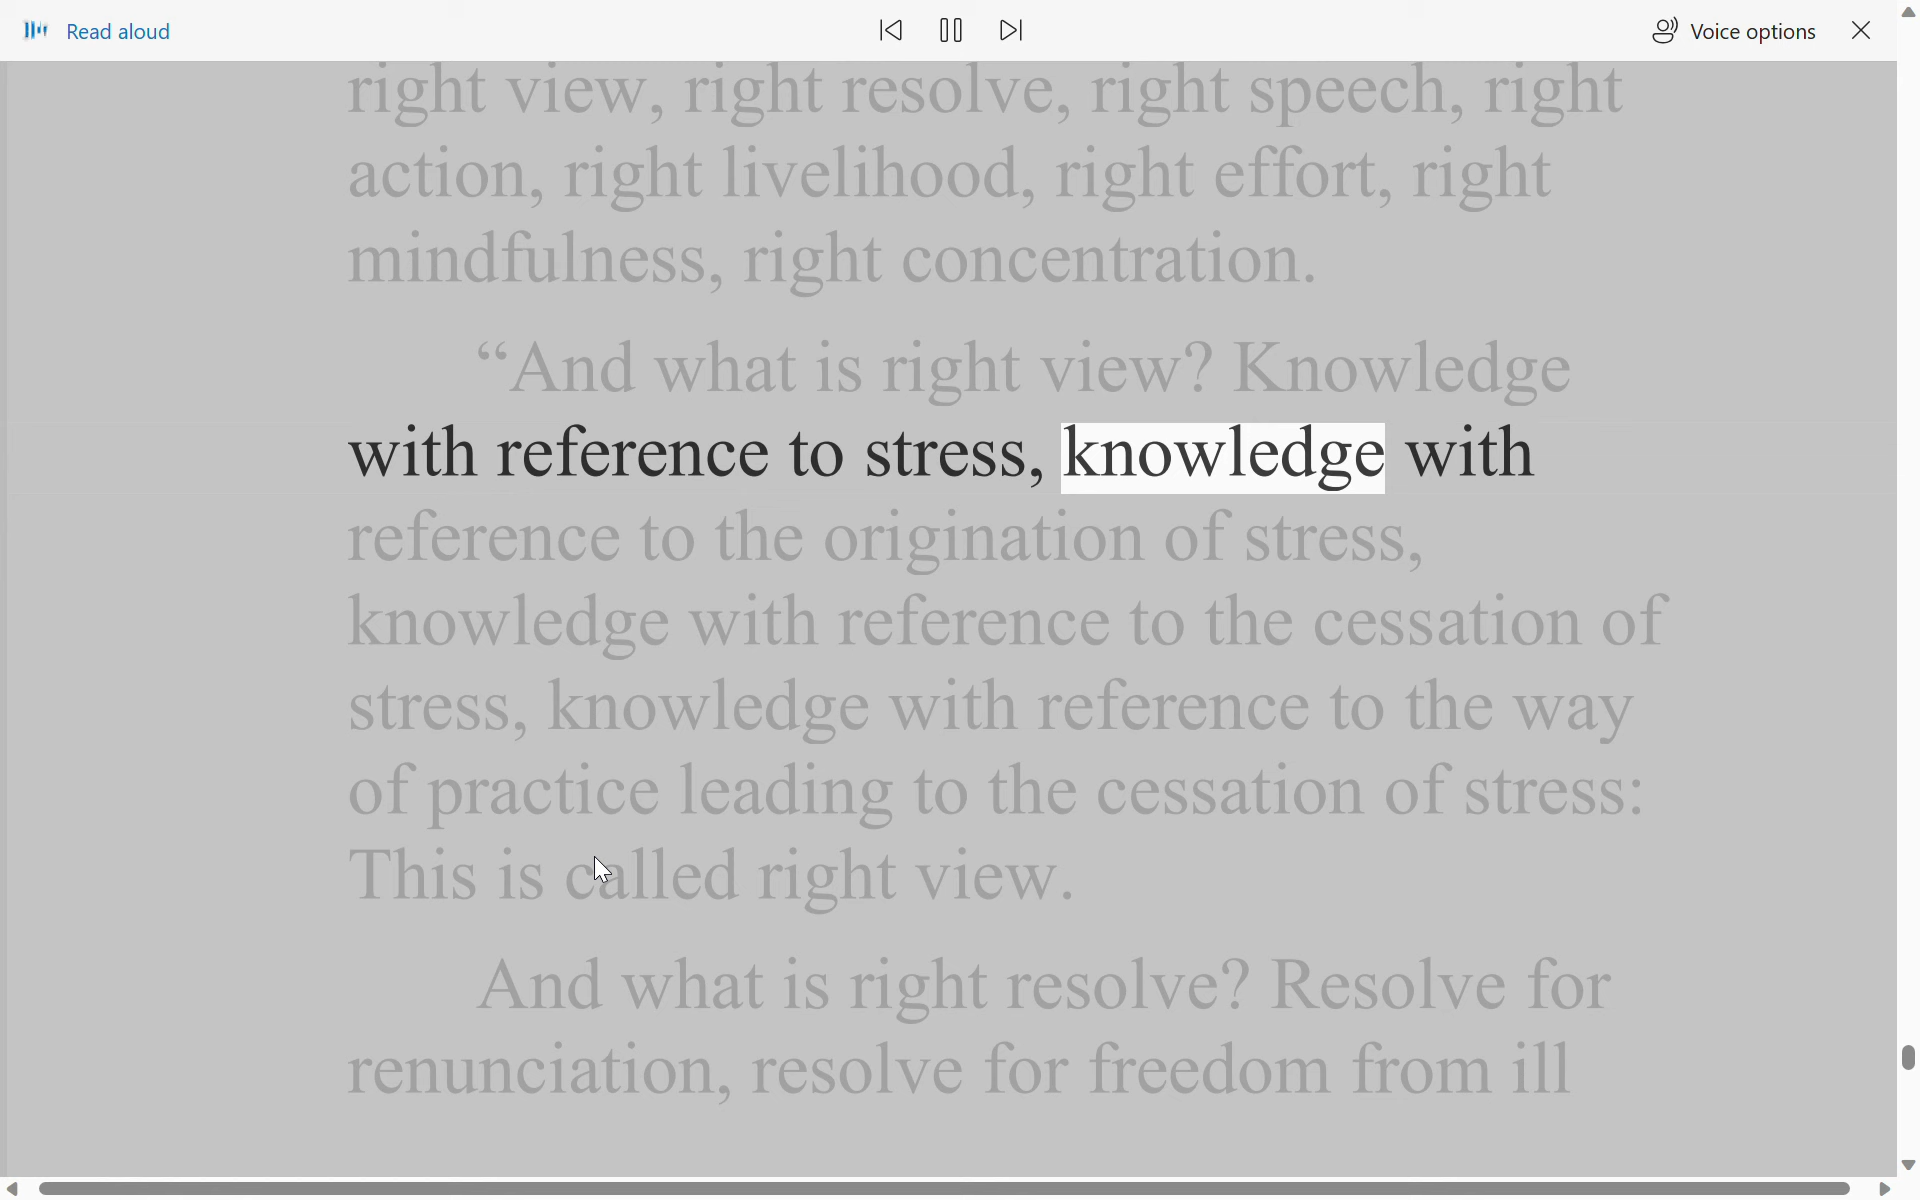 Read aloud
Voice options
right view, right resolve, right speech, right
action, right livelihood, right effort, right
mindfulness, right concentration.
“And what is right view? Knowledge
with reference to stress, knowledge with
reference to the origination of stress,
knowledge with reference to the cessation of
stress, knowledge with reference to the way
of practice leading to the cessation of stress:
This is called right view.
And what is right resolve? Resolve for
renunciation, resolve for freedom from ill